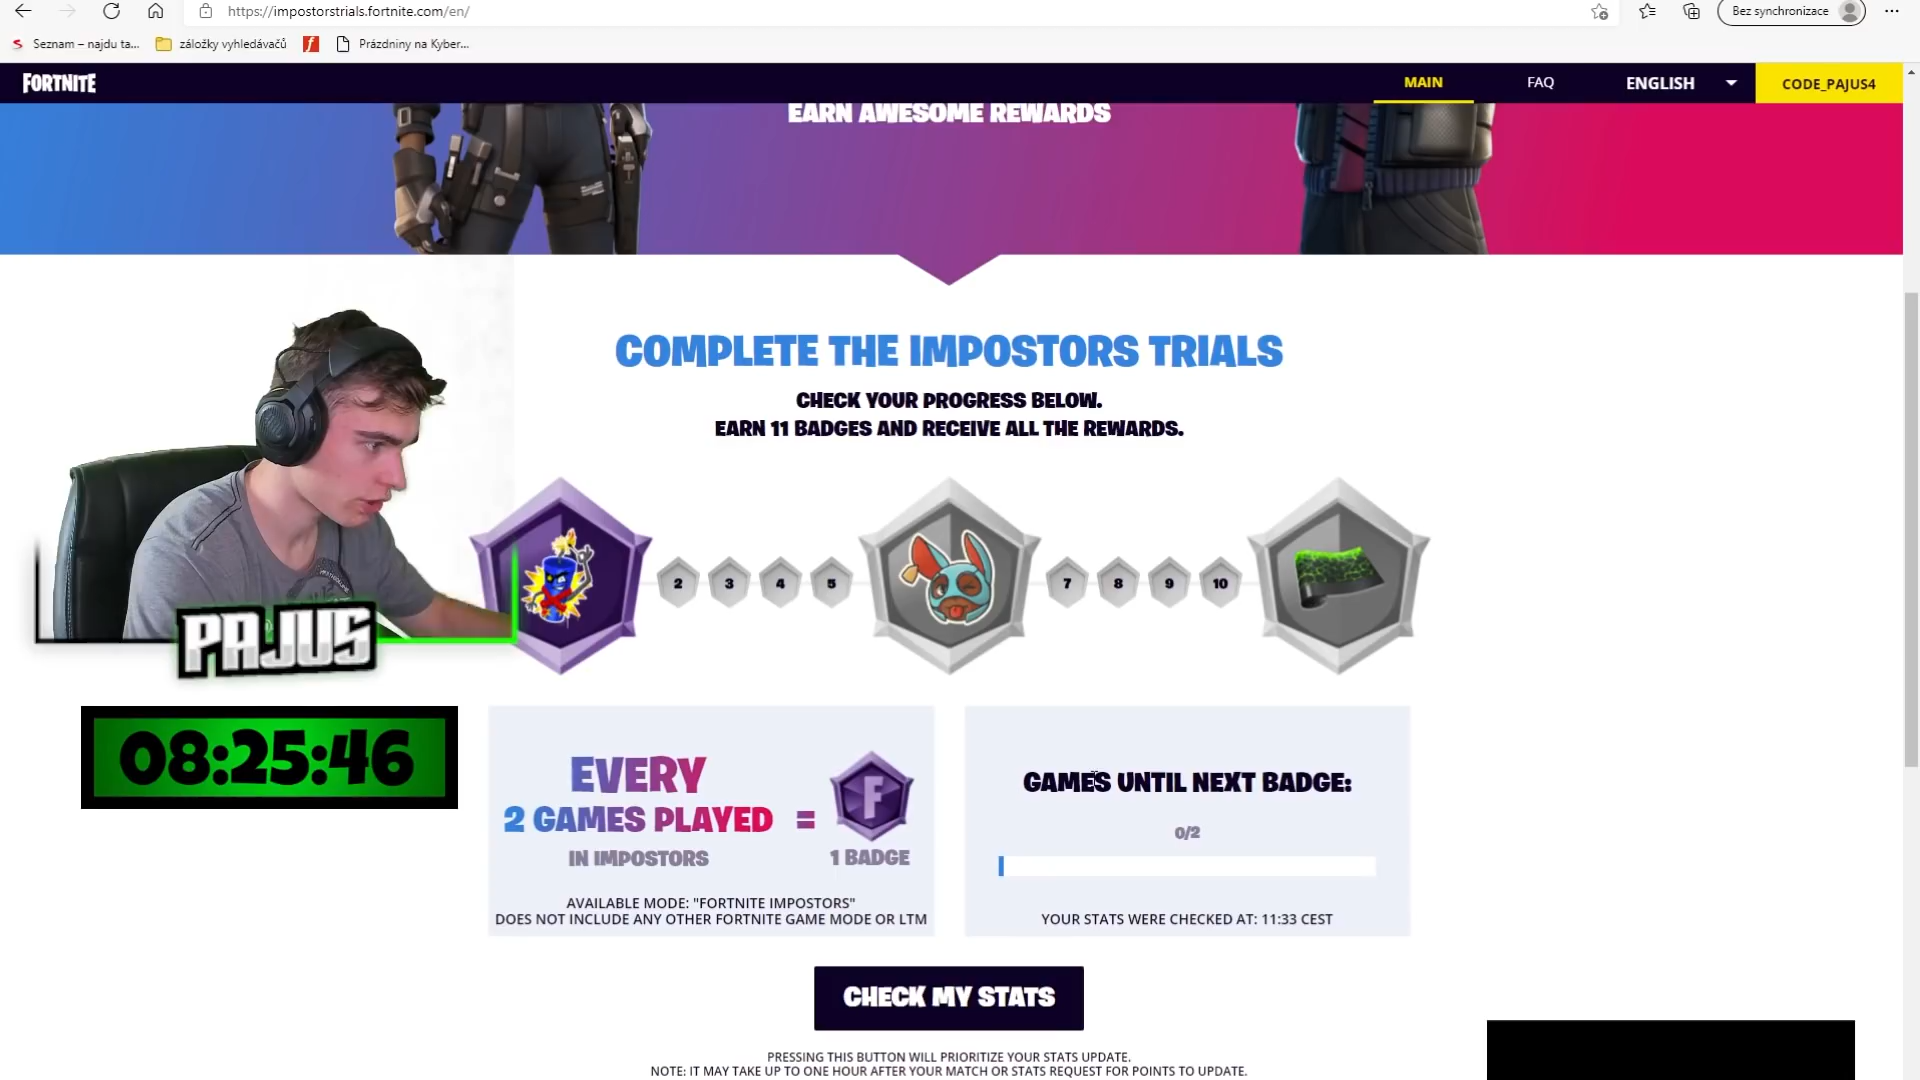 https://impostorstrials.fortnite.com/en/
Bez synchronizace
Seznam – najdu ta...
záložky vyhledávačů
Prázdniny na Kyber...
FORTNITE
MAIN
FAQ
ENGLISH
CODE_PAJUS4
EARN AWESOME REWARDS
COMPLETE THE IMPOSTORS TRIALS
CHECK YOUR PROGRESS BELOW.
EARN 11 BADGES AND RECEIVE ALL THE REWARDS.
2
3
4
5
7
8
9
10
PAJUS
08:25:46
EVERY
2 GAMES PLAYED =
IN IMPOSTORS
F
1 BADGE
AVAILABLE MODE: "FORTNITE IMPOSTORS"
DOES NOT INCLUDE ANY OTHER FORTNITE GAME MODE OR LTM
GAMES UNTIL NEXT BADGE:
0/2
YOUR STATS WERE CHECKED AT: 11:33 CEST
CHECK MY STATS
PRESSING THIS BUTTON WILL PRIORITIZE YOUR STATS UPDATE.
NOTE: IT MAY TAKE UP TO ONE HOUR AFTER YOUR MATCH OR STATS REQUEST FOR POINTS TO UPDATE.